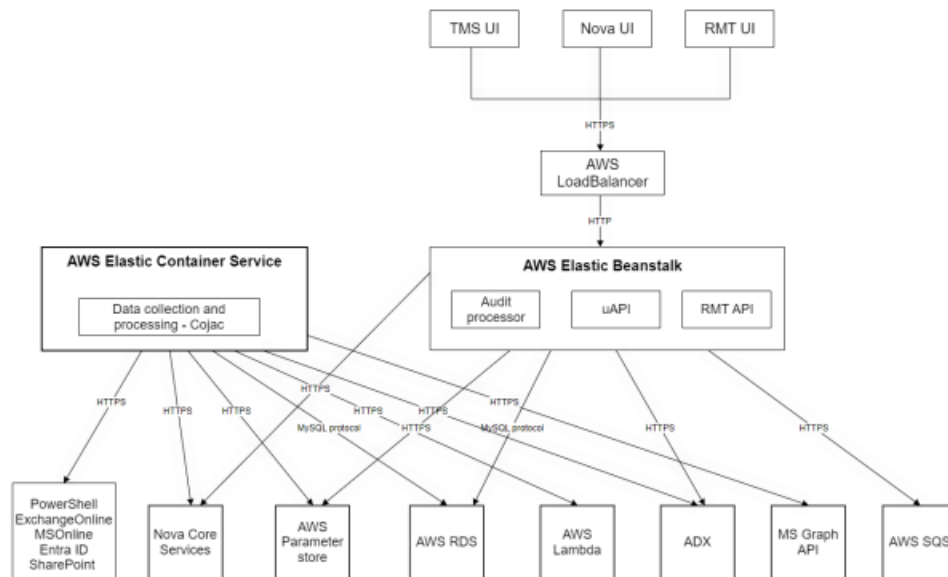 TMS UI
Nova UI
RMT UI
HTTPS
AWS
LoadBalancer
HTTP
AWS Elastic Container Service
Data collection and
processing - Cojac
AWS Elastic Beanstalk
Audit
processor
uAPI
RMT API
HTTPS
HTTPS
HTTPS
HTTPS
MySQL protocol
HTTPS
HTTPS
HTTPS
HTTPS
MySQL protocol
HTTPS
HTTPS
PowerShell
ExchangeOnline
MSOnline
Entra ID
SharePoint
Nova Core
Services
AWS
Parameter
store
AWS RDS
AWS
Lambda
ADX
MS Graph
API
AWS SQS